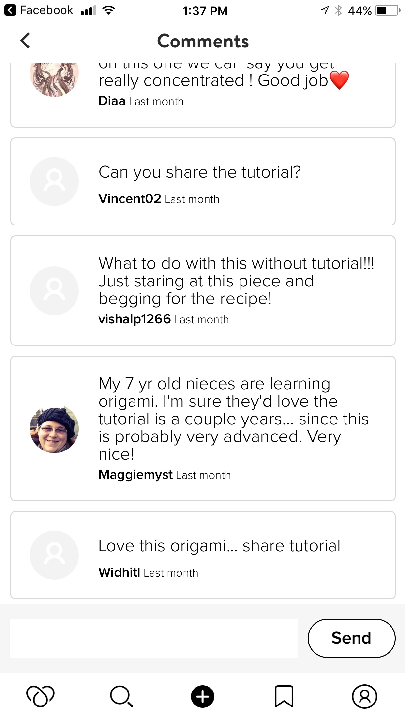 Facebook 1:37 PM 44%
Comments
on this one we can say you get
really concentrated ! Good job❤️
Diaa Last month
Can you share the tutorial?
Vincent02 Last month
What to do with this without tutorial!!!
Just staring at this piece and
begging for the recipe!
vishalp1266 Last month
My 7 yr old nieces are learning
origami. I'm sure they'd love the
tutorial is a couple years... since this
is probably very advanced. Very
nice!
Maggiemyst Last month
Love this origami... share tutorial
Widhitl Last month
Send